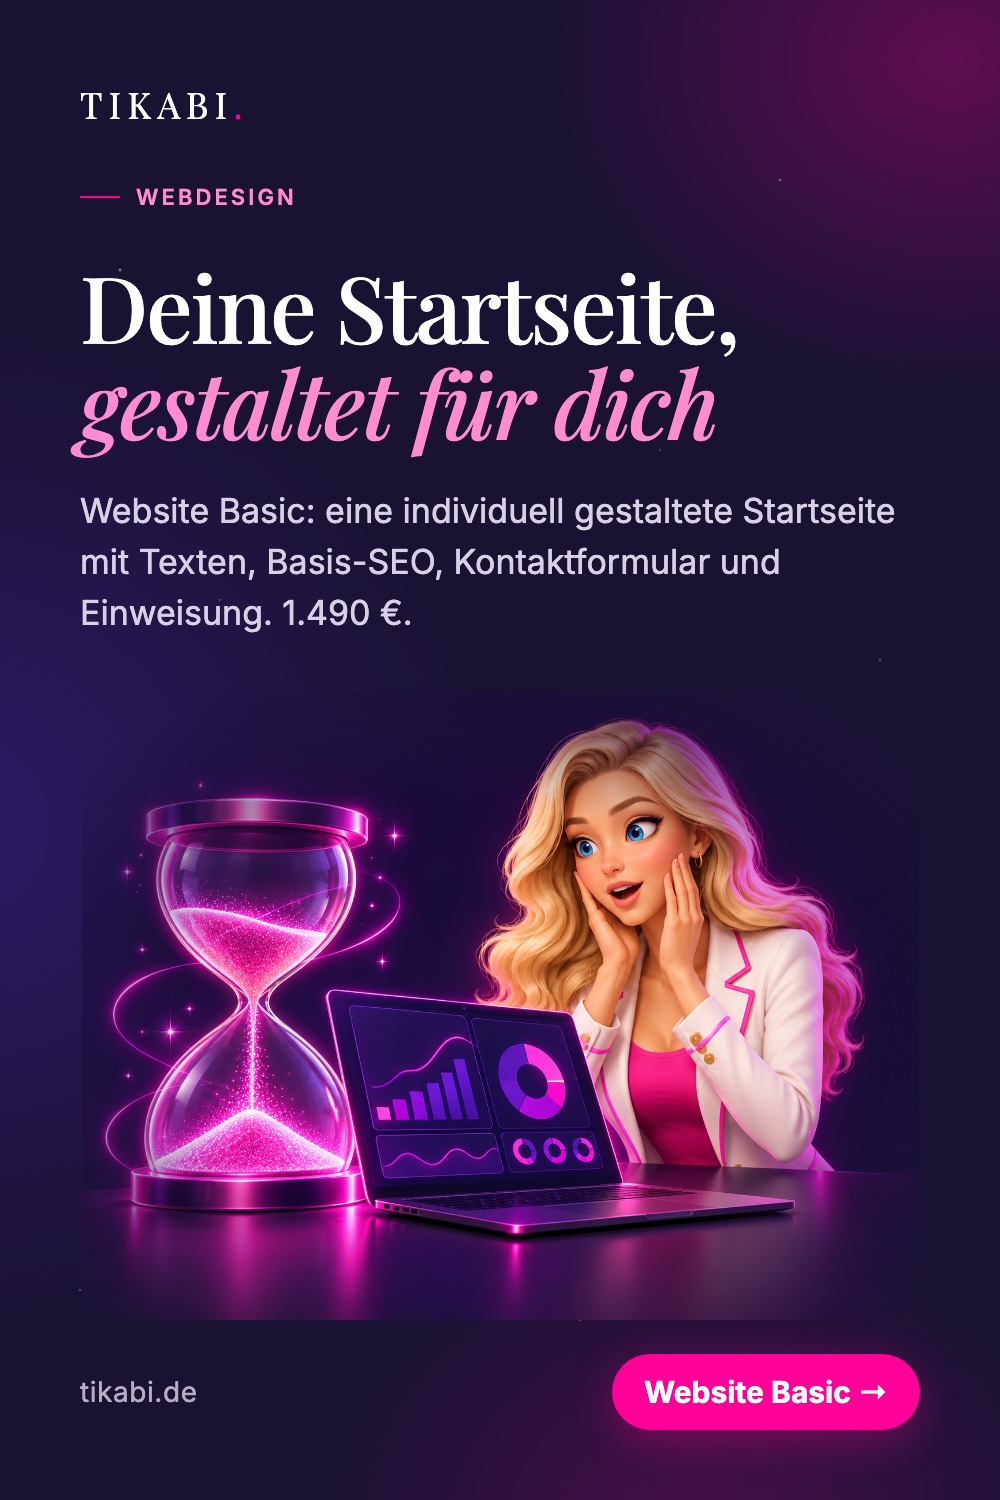 TIKABI.
WEBDESIGN
Deine Startseite,
gestaltet für dich
Website Basic: eine individuell gestaltete Startseite
mit Texten, Basis-SEO, Kontaktformular und
Einweisung. 1.490 €.
tikabi.de
Website Basic →